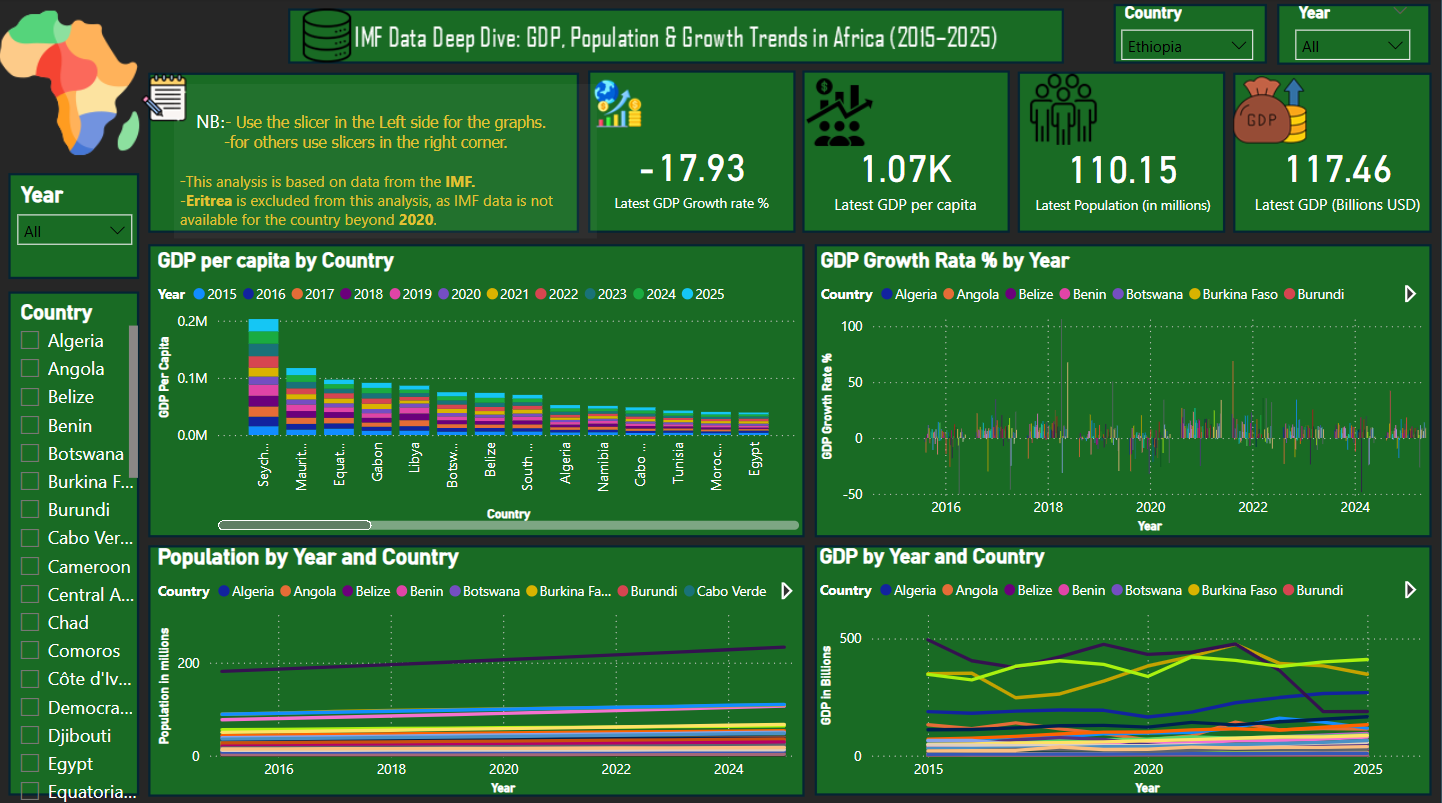 IMF Data Deep Dive: GDP, Population & Growth Trends in Africa (2015-2025)
Country
Ethiopia
Year
All
NB:- Use the slicer in the Left side for the graphs.
-for others use slicers in the right corner.
-This analysis is based on data from the IMF.
-Eritrea is excluded from this analysis, as IMF data is not
available for the country beyond 2020.
-17.93
Latest GDP Growth rate %
1.07K
Latest GDP per capita
110.15
Latest Population (in millions)
GDP
117.46
Latest GDP (Billions USD)
Year
All
Country
Algeria
Angola
Belize
Benin
Botswana
Burkina F...
Burundi
Cabo Ver...
Cameroon
Central A...
Chad
Comoros
Côte d'Iv...
Democra...
Djibouti
Egypt
Equatoria...
GDP per capita by Country
Year 2015 2016 2017 2018 2019 2020 2021 2022 2023 2024 2025
GDP Per Capita
0.2M
0.1M
0.0M
Seych...
Maurit...
Equat...
Gabon
Libya
Botsw...
Belize
South ...
Algeria
Namibia
Cabo ...
Tunisia
Moroc...
Egypt
Country
GDP Growth Rata % by Year
Country Algeria Angola Belize Benin Botswana Burkina Faso Burundi
GDP Growth Rate %
100
50
0
-50
2016 2018 2020 2022 2024
Year
Population by Year and Country
Country Algeria Angola Belize Benin Botswana Burkina Fa... Burundi Cabo Verde
Population in millions
200
0
2016 2018 2020 2022 2024
Year
GDP by Year and Country
Country Algeria Angola Belize Benin Botswana Burkina Faso Burundi
GDP in Billions
500
0
2015 2020 2025
Year